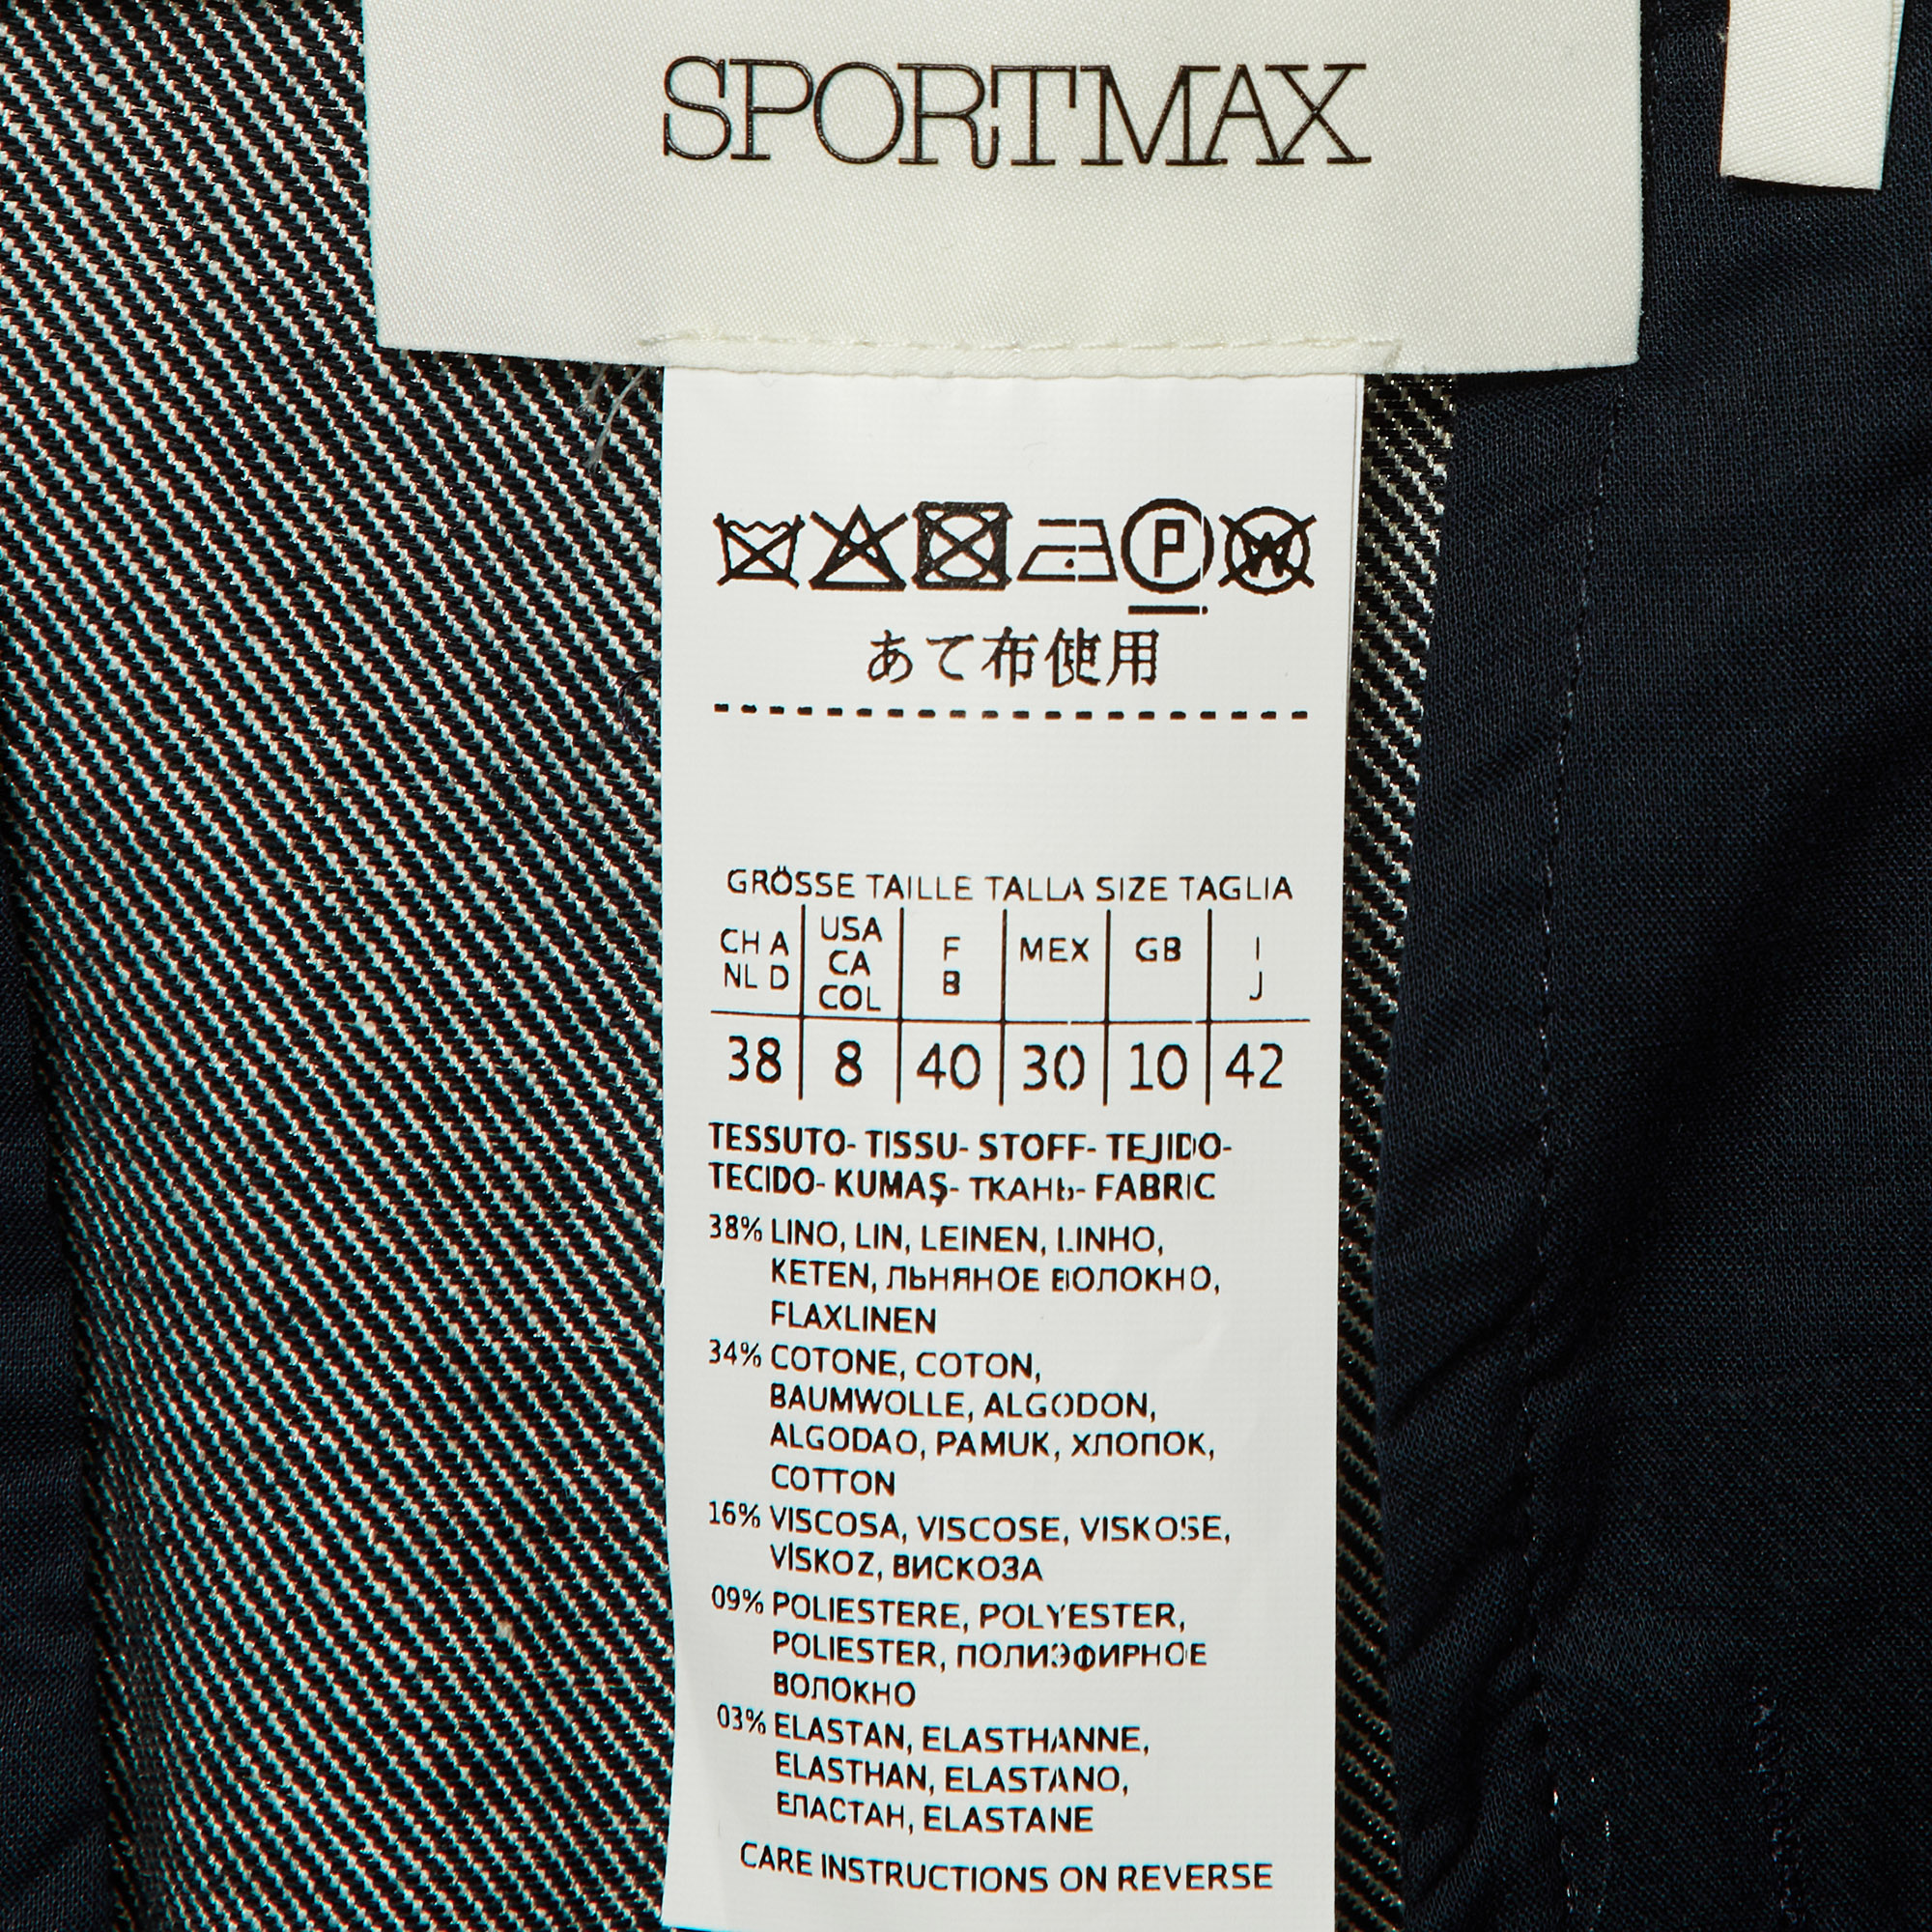 SPORTMAX
P W
あて布使用
GRÖSSE TAILLE TALLA SIZE TAGLIA
CH A NL D USA CA COL F B MEX GB I J
38 8 40 30 10 42
TESSUTO- TISSU- STOFF- TEJIDO-
TECIDO- KUMAŞ- ТКАНЬ- FABRIC
38% LINO, LIN, LEINEN, LINHO,
KETEN, ЛЬНЯНОЕ ВОЛОКНО,
FLAXLINEN
34% COTONE, COTON,
BAUMWOLLE, ALGODON,
ALGODAO, PAMUK, ХЛОПОК,
COTTON
16% VISCOSA, VISCOSE, VISKOSE,
VİSKOZ, ВИСКОЗА
09% POLIESTERE, POLYESTER,
POLIESTER, ПОЛИЭФИРНОЕ
ВОЛОКНО
03% ELASTAN, ELASTHANNE,
ELASTHAN, ELASTANO,
ЕЛАСТАН, ELASTANE
CARE INSTRUCTIONS ON REVERSE